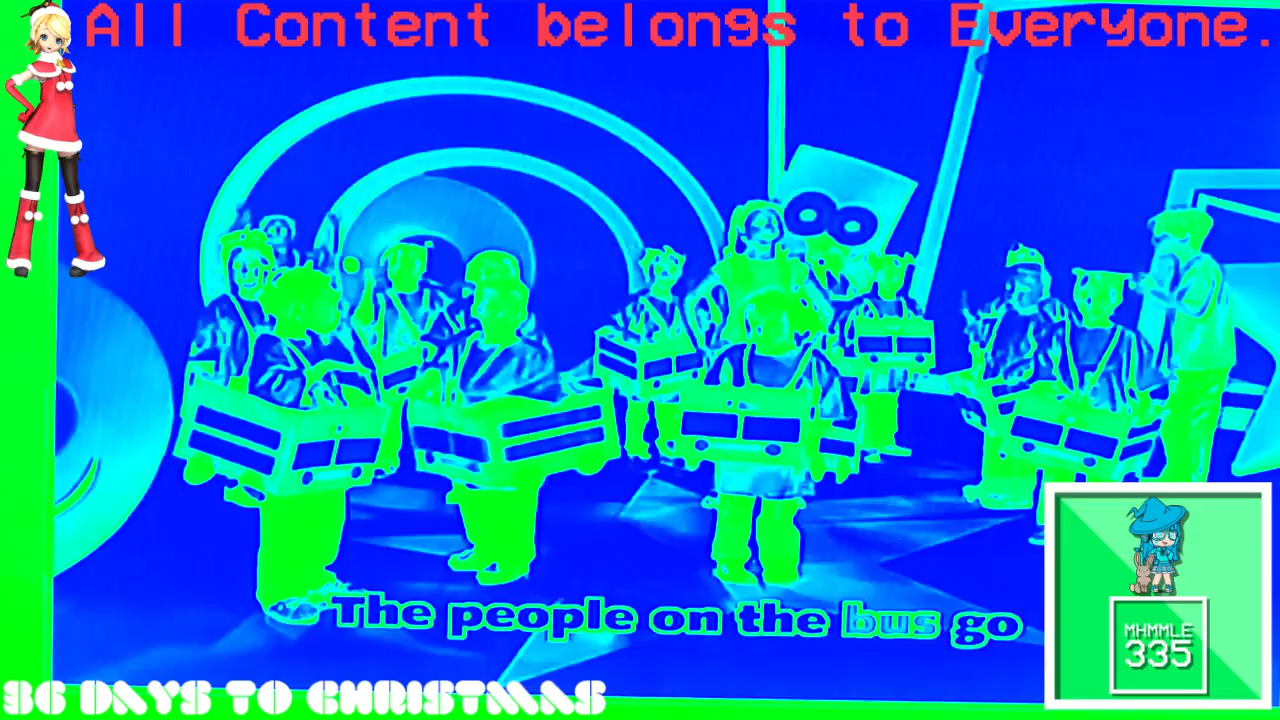 All Content belongs to Everyone.
The people on the bus go
MHMMLE
335
36 DAYS TO CHRISTMAS